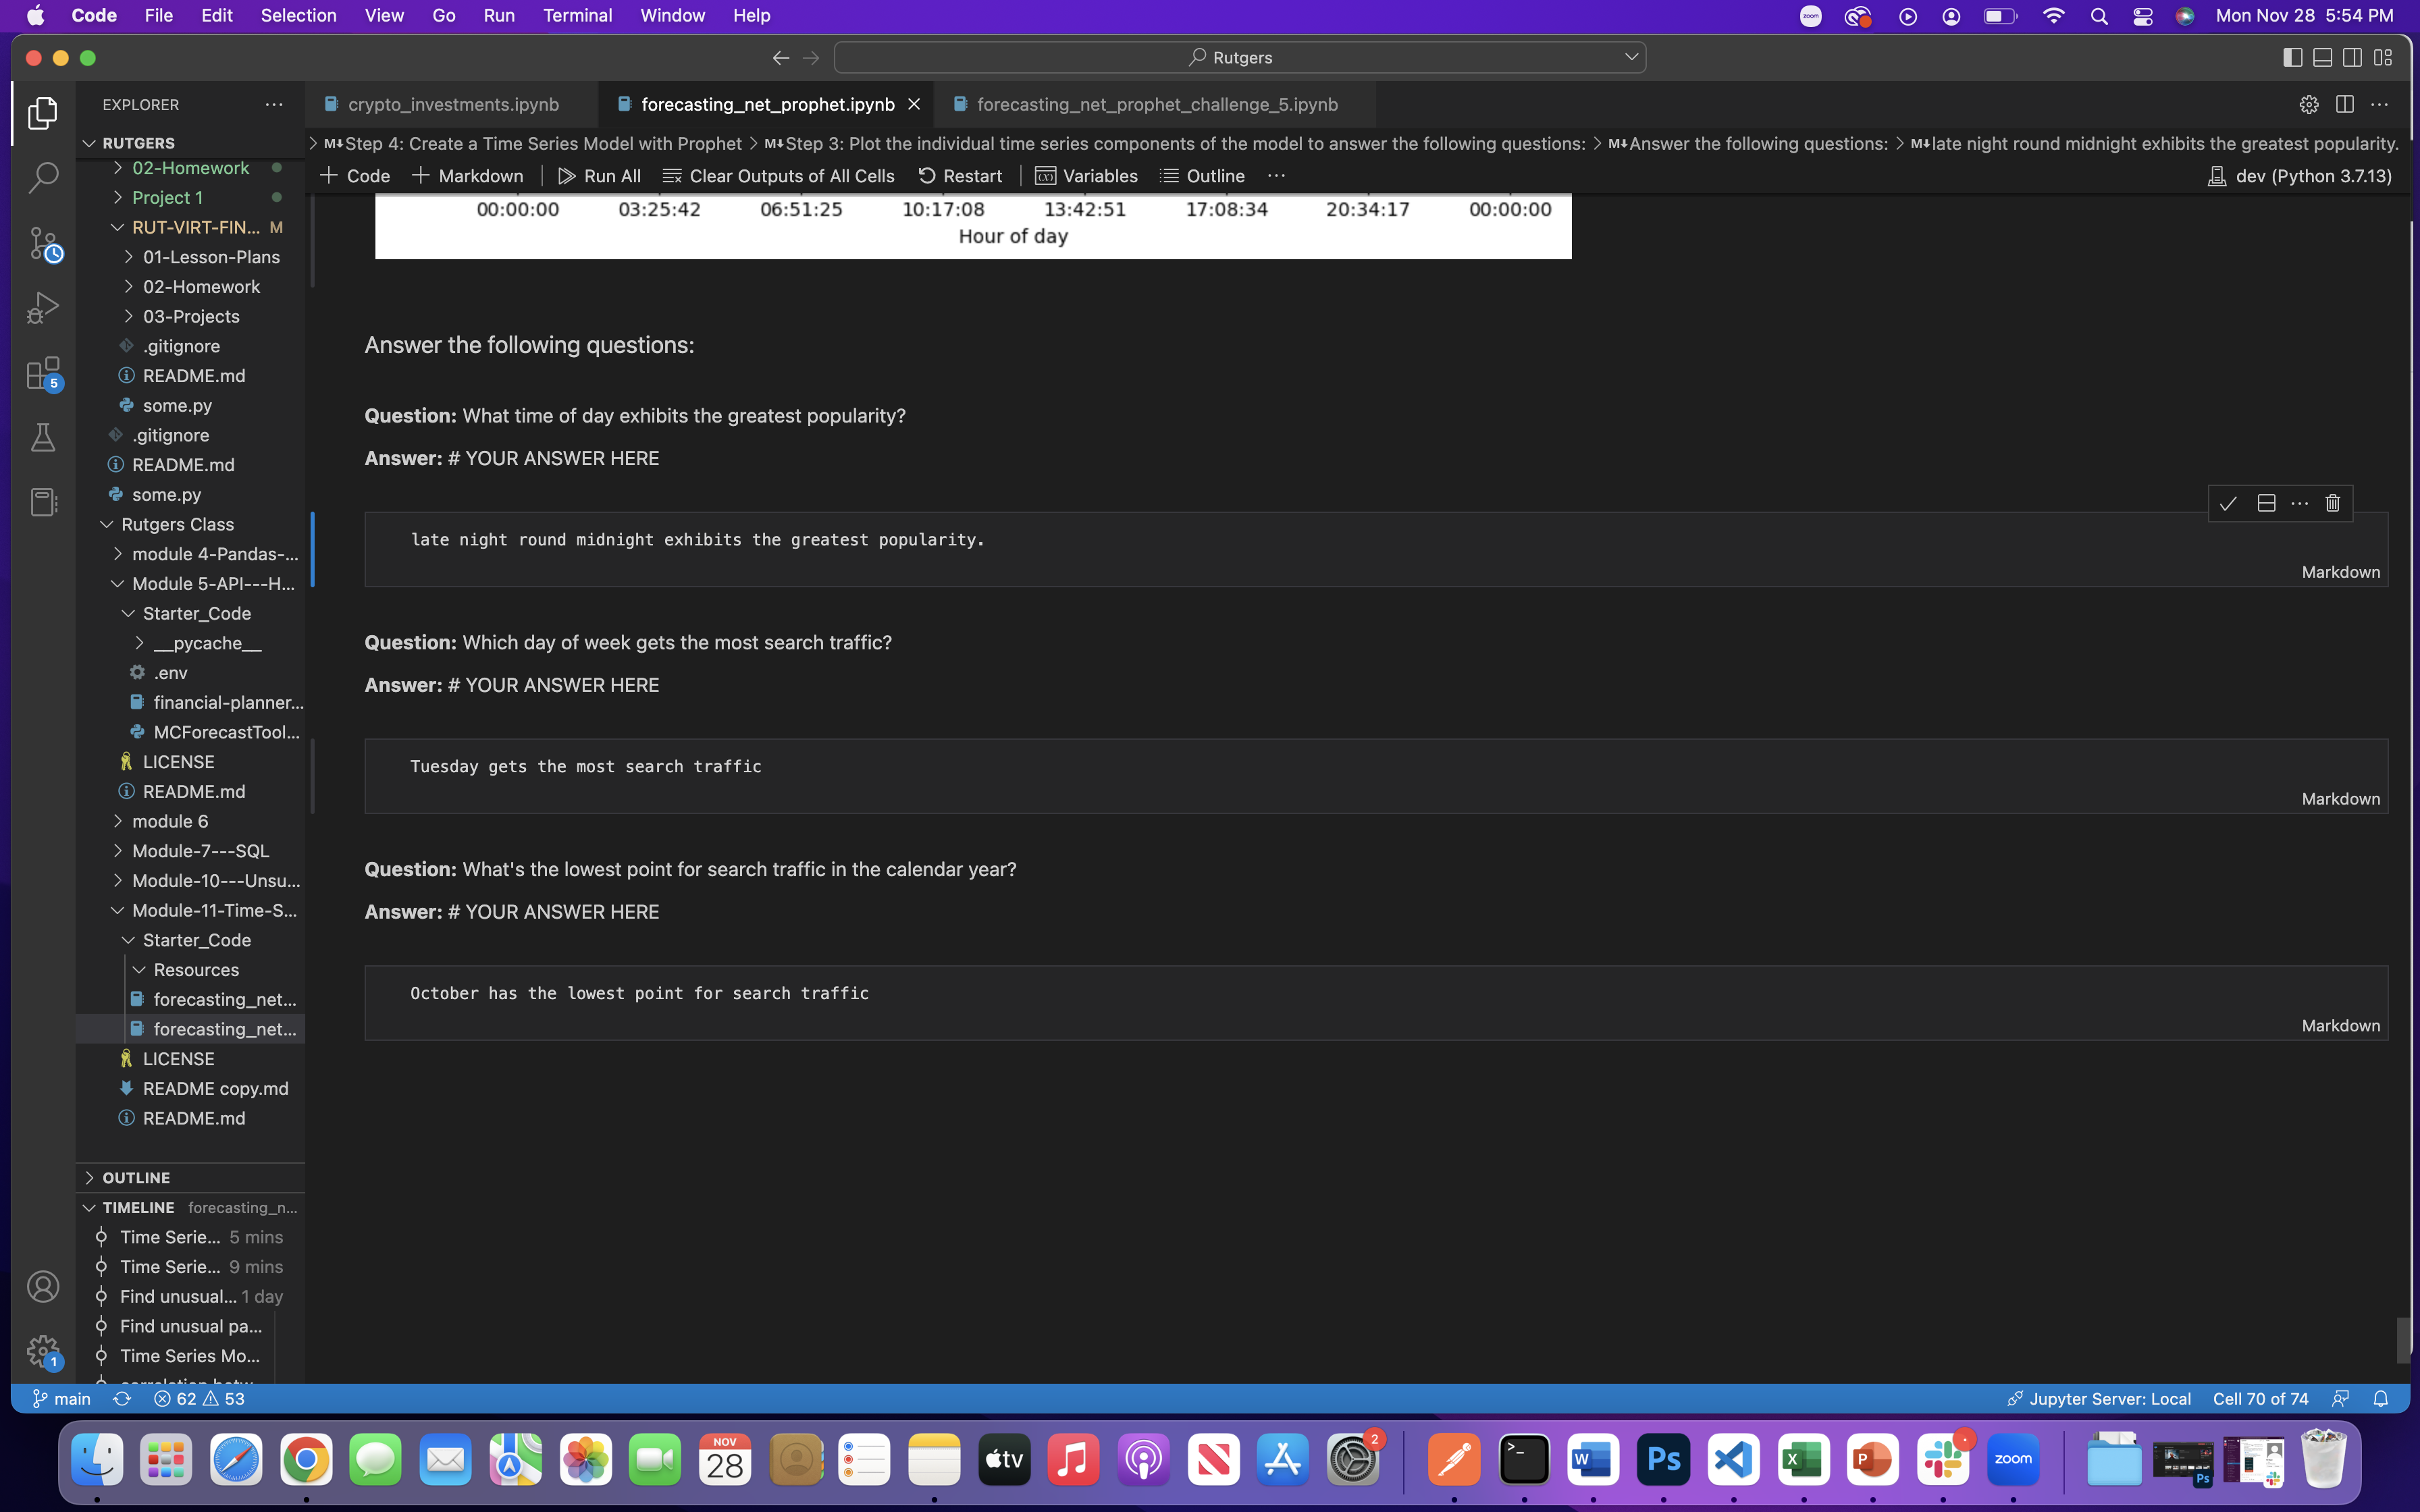 Code File Edit Selection View Go Run Terminal Window Help
zoom Mon Nov 28 5:54 PM
Rutgers
EXPLORER
crypto_investments.ipynb forecasting_net_prophet.ipynb forecasting_net_prophet_challenge_5.ipynb
RUTGERS
Step 4: Create a Time Series Model with Prophet > M Step 3: Plot the individual time series components of the model to answer the following questions: > M Answer the following questions: > M late night round midnight exhibits the greatest popularity.
+ Code + Markdown Run All Clear Outputs of All Cells Restart Variables Outline ... dev (Python 3.7.13)
02-Homework
Project 1
RUT-VIRT-FIN... M
01-Lesson-Plans
02-Homework
03-Projects
.gitignore
README.md
some.py
.gitignore
README.md
some.py
Rutgers Class
module 4-Pandas-...
Module 5-API---H...
Starter_Code
__pycache__
.env
financial-planner...
MCForecastTool...
LICENSE
README.md
module 6
Module-7---SQL
Module-10---Unsu...
Module-11-Time-S...
Starter_Code
Resources
forecasting_net...
forecasting_net...
LICENSE
README copy.md
README.md
OUTLINE
TIMELINE forecasting_n...
Time Serie... 5 mins
Time Serie... 9 mins
Find unusual... 1 day
Find unusual pa...
Time Series Mo...
00:00:00 03:25:42 06:51:25 10:17:08 13:42:51 17:08:34 20:34:17 00:00:00
Hour of day
Answer the following questions:
Question: What time of day exhibits the greatest popularity?
Answer: # YOUR ANSWER HERE
late night round midnight exhibits the greatest popularity.
Markdown
Question: Which day of week gets the most search traffic?
Answer: # YOUR ANSWER HERE
Tuesday gets the most search traffic
Markdown
Question: What's the lowest point for search traffic in the calendar year?
Answer: # YOUR ANSWER HERE
October has the lowest point for search traffic
Markdown
5
1
main 62 53 Jupyter Server: Local Cell 70 of 74
NOV
28
tv
2
W
Ps
X
P
zoom
Ps